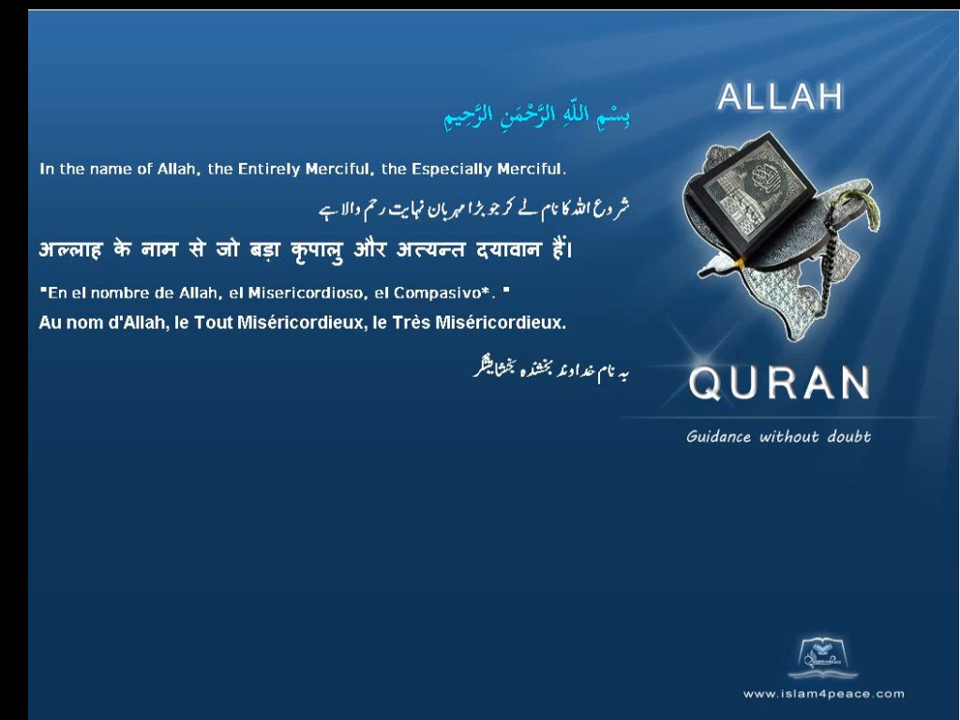 بِسْمِ اللّهِ الرَّحْمَنِ الرَّحِيمِ
In the name of Allah, the Entirely Merciful, the Especially Merciful.
شروع اللہ کا نام لے کر جو بڑا مہربان نہایت رحم والا ہے
अल्लाह के नाम से जो बड़ा कृपालु और अत्यन्त दयावान हैं।
"En el nombre de Allah, el Misericordioso, el Compasivo*. "
Au nom d'Allah, le Tout Miséricordieux, le Très Miséricordieux.
به نام خداوند بخشنده بخشایشگر
ALLAH
QURAN
Guidance without doubt
www.islam4peace.com